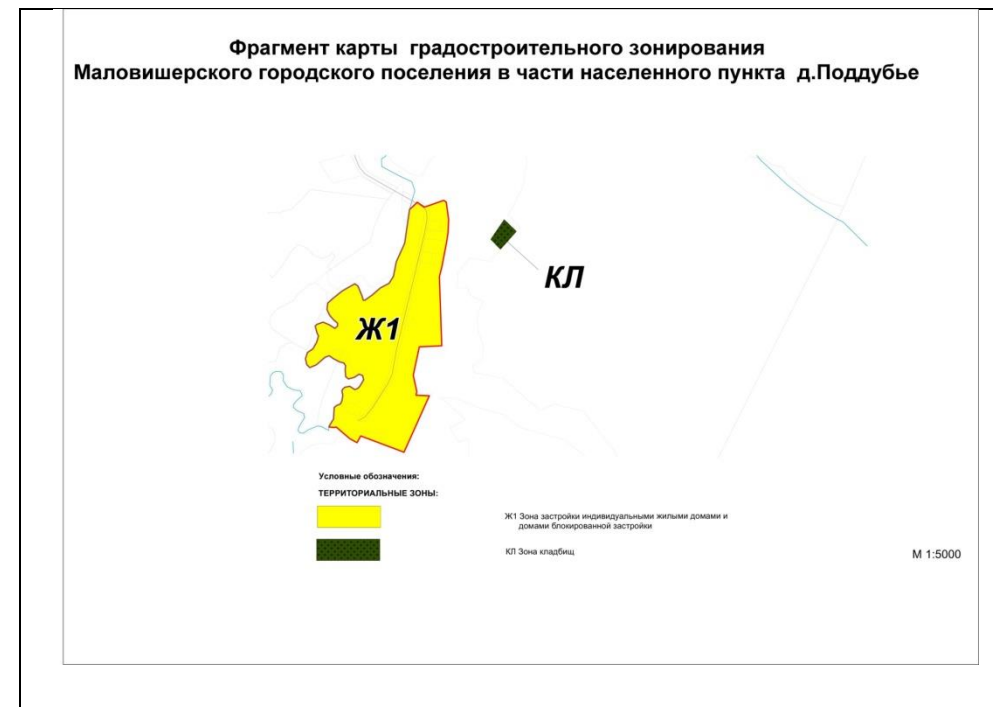 Фрагмент карты градостроительного зонирования
Маловишерского городского поселения в части населенного пункта д.Поддубье
КЛ
Ж1
Условные обозначения:
ТЕРРИТОРИАЛЬНЫЕ ЗОНЫ:
Ж1 Зона застройки индивидуальными жилыми домами и
домами блокированной застройки
КЛ Зона кладбищ
М 1:5000